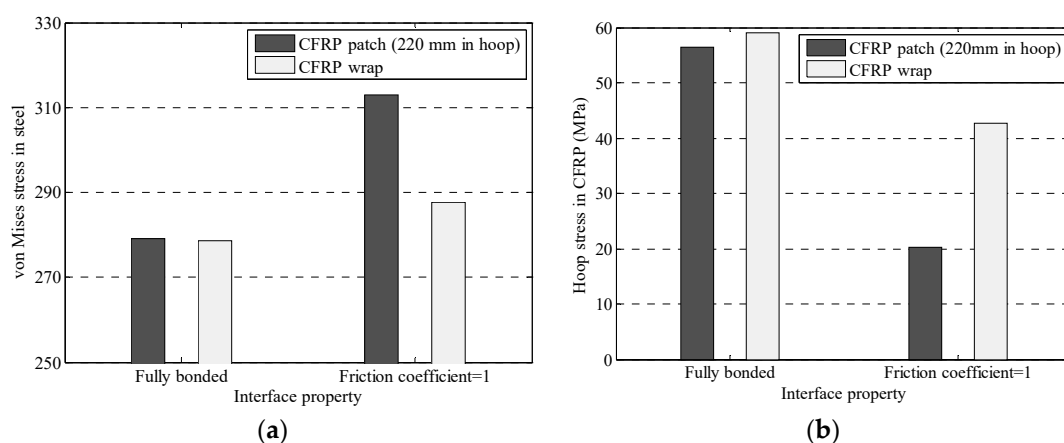 330
310
290
270
250
von Mises stress in steel
CFRP patch (220 mm in hoop)
CFRP wrap
Fully bonded
Friction coefficient=1
Interface property
(a)
60
50
40
30
20
10
0
Hoop stress in CFRP (MPa)
CFRP patch (220mm in hoop)
CFRP wrap
Fully bonded
Friction coefficient=1
Interface property
(b)